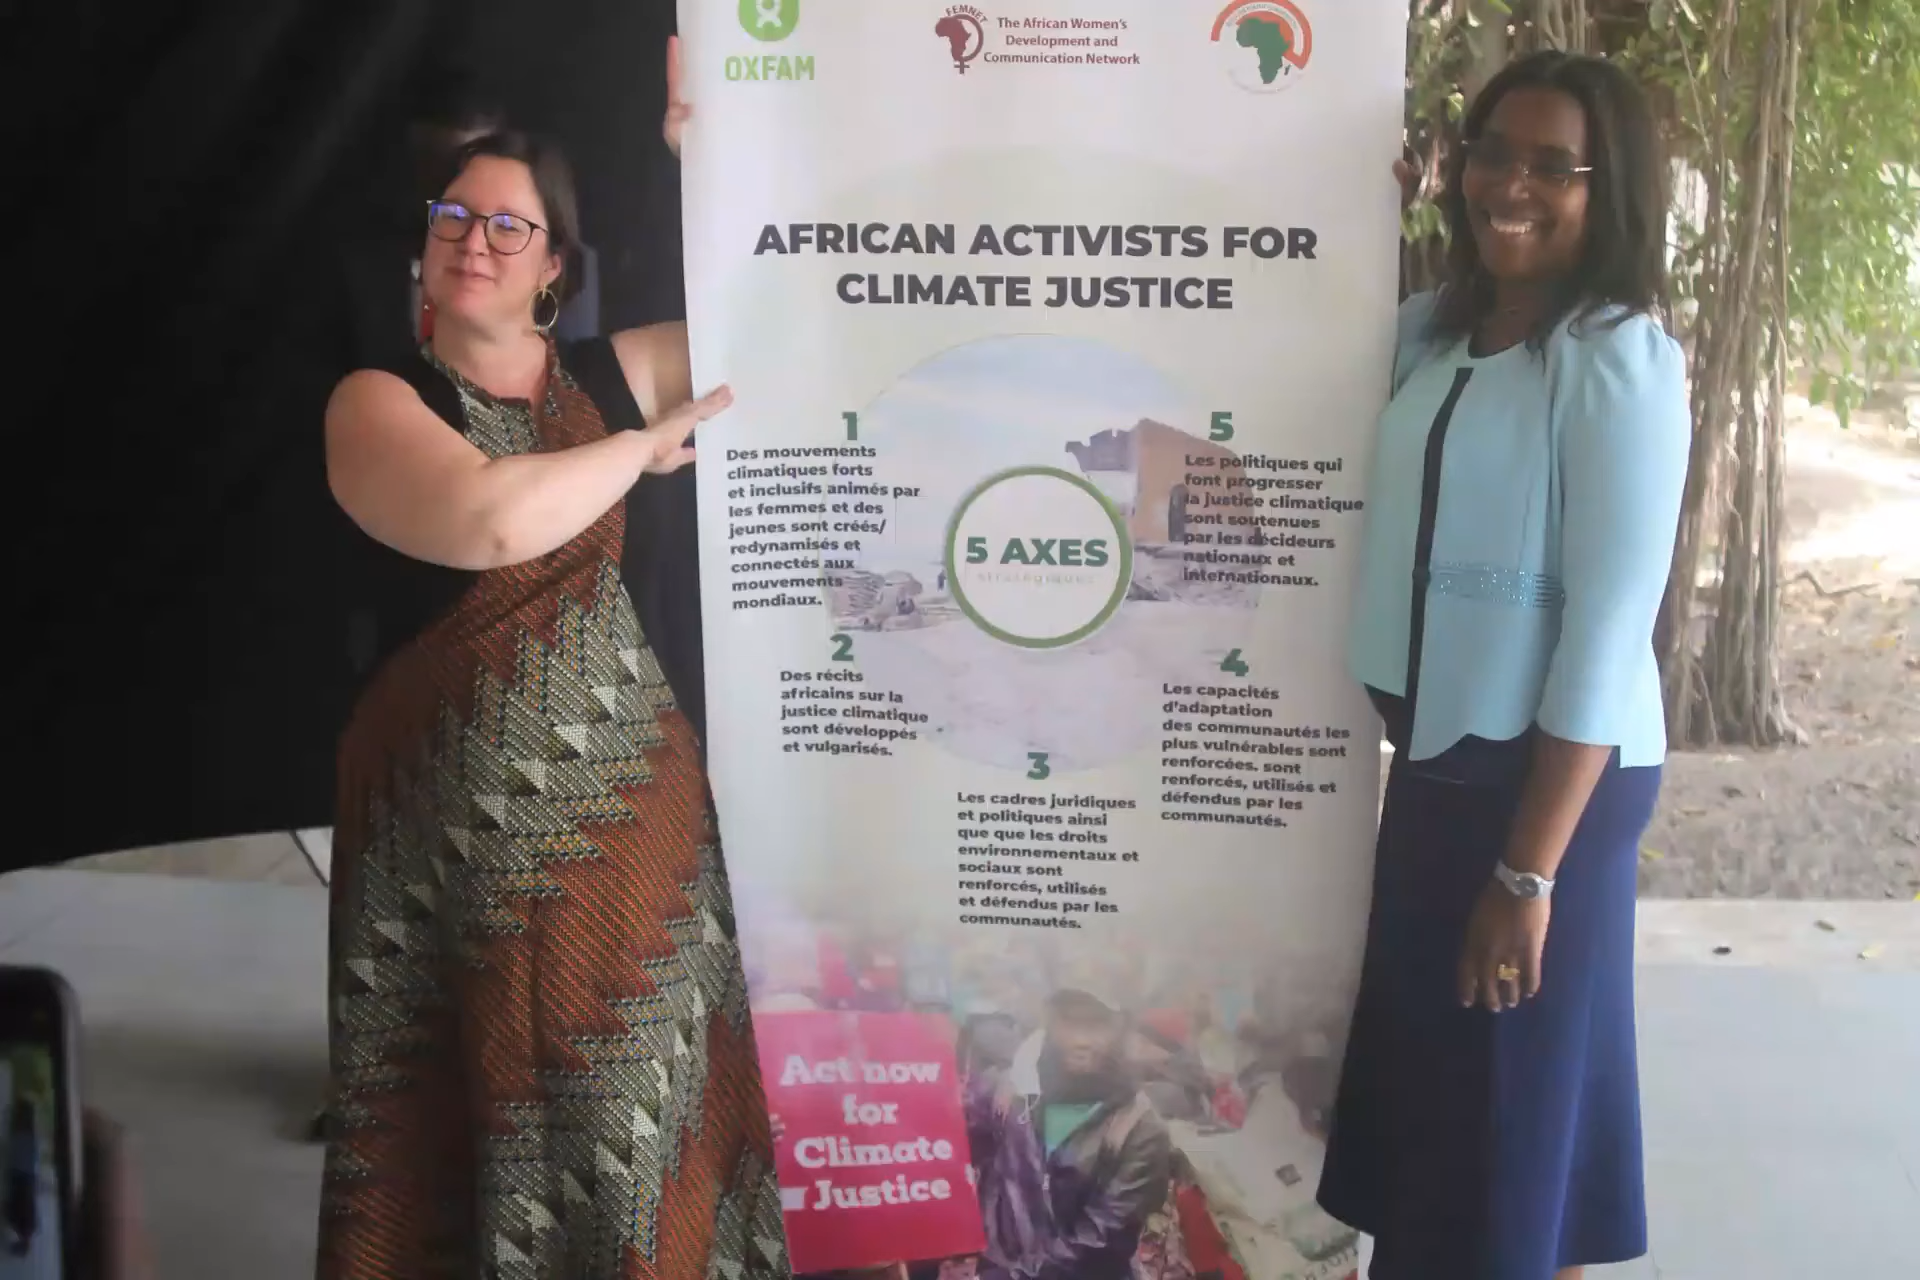 OXFAM
FEMNET
The African Women's
Development and
Communication Network
AFRICAN ACTIVISTS FOR
CLIMATE JUSTICE
5 AXES
stratégiques
1
Des mouvements
climatiques forts
et inclusifs animés par
les femmes et des
jeunes sont créés/
redynamisés et
connectés aux
mouvements
mondiaux.
2
Des récits
africains sur la
justice climatique
sont développés
et vulgarisés.
3
Les cadres juridiques
et politiques ainsi
que que les droits
environnementaux et
sociaux sont
renforcés, utilisés
et défendus par les
communautés.
4
Les capacités
d'adaptation
des communautés les
plus vulnérables sont
renforcées. sont
renforcés, utilisés et
défendus par les
communautés.
5
Les politiques qui
font progresser
la justice climatique
sont soutenues
par les décideurs
nationaux et
internationaux.
Act now
for
Climate
Justice